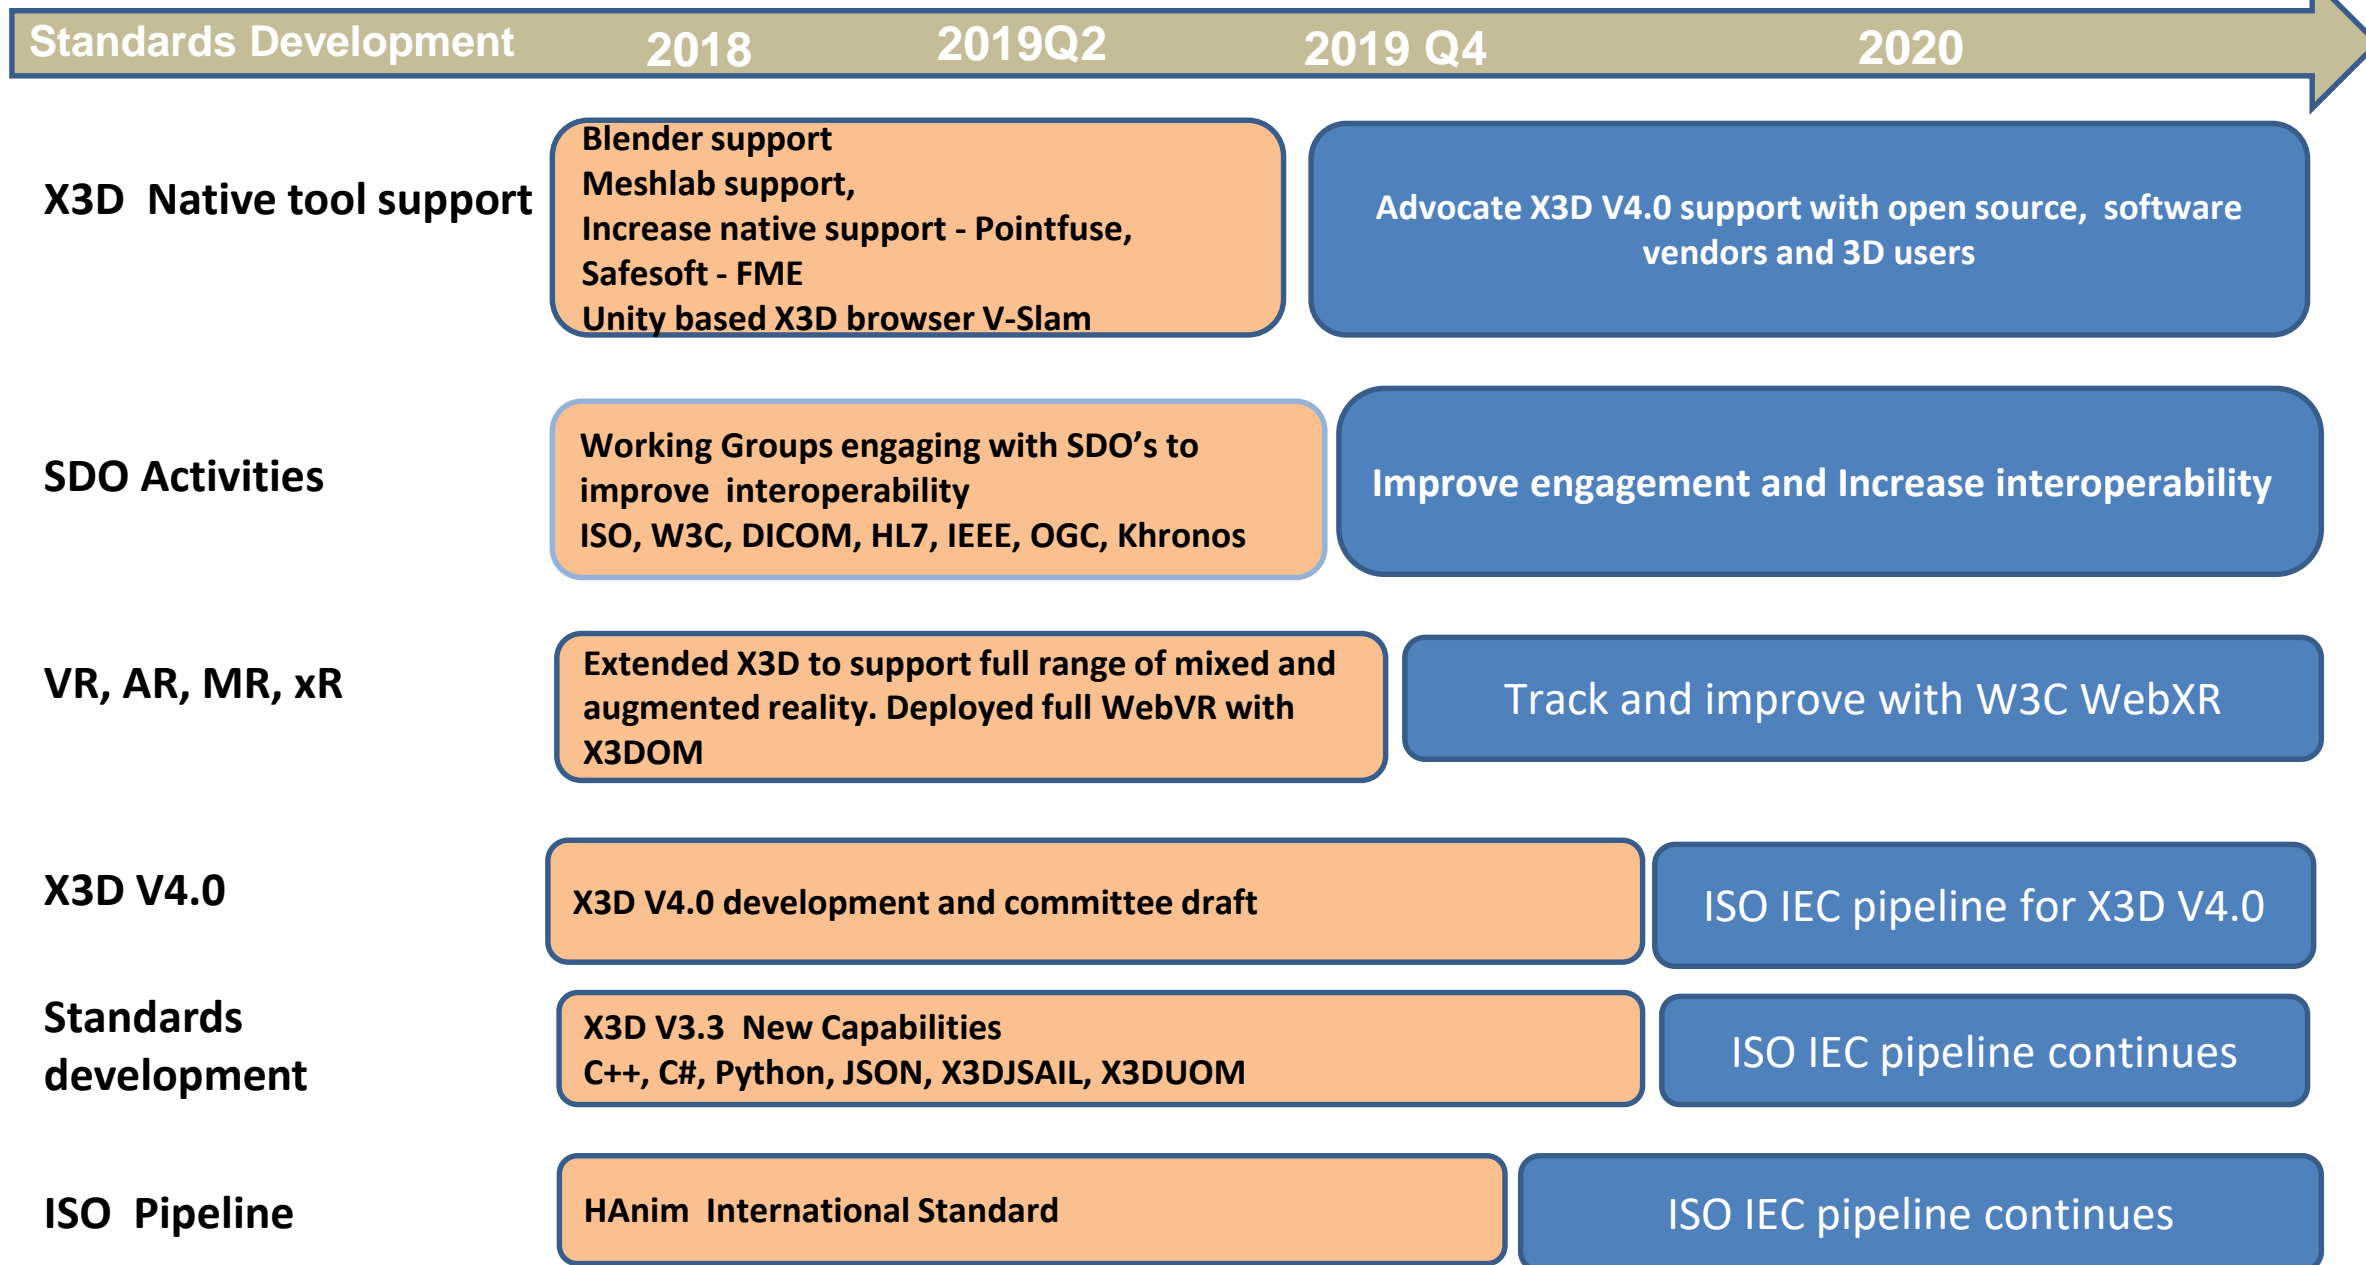 Standards Development 2018 2019Q2 2019 Q4 2020
X3D Native tool support
Blender support
Meshlab support,
Increase native support - Pointfuse,
Safesoft - FME
Unity based X3D browser V-Slam
Advocate X3D V4.0 support with open source, software
vendors and 3D users
SDO Activities
Working Groups engaging with SDO’s to
improve interoperability
ISO, W3C, DICOM, HL7, IEEE, OGC, Khronos
Improve engagement and Increase interoperability
VR, AR, MR, xR
Extended X3D to support full range of mixed and
augmented reality. Deployed full WebVR with
X3DOM
Track and improve with W3C WebXR
X3D V4.0
X3D V4.0 development and committee draft
ISO IEC pipeline for X3D V4.0
Standards
development
X3D V3.3 New Capabilities
C++, C#, Python, JSON, X3DJSAIL, X3DUOM
ISO IEC pipeline continues
ISO Pipeline
HAnim International Standard
ISO IEC pipeline continues